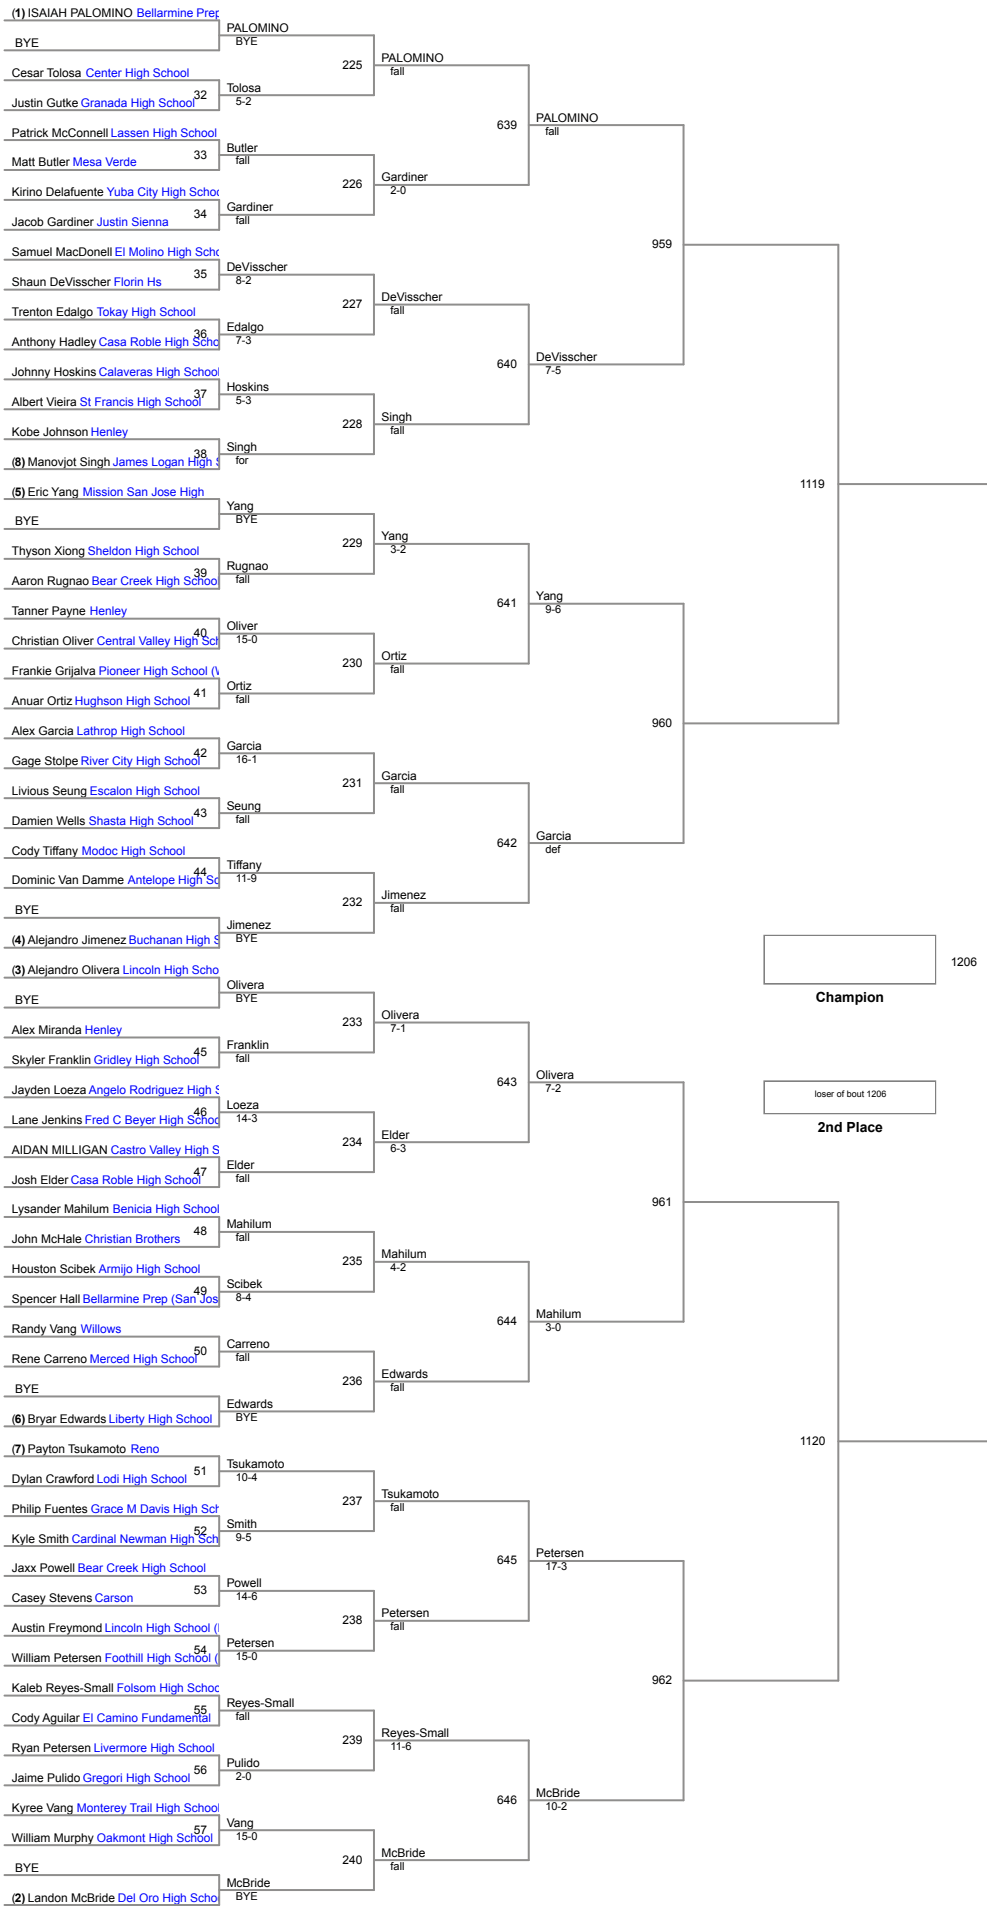 (1) ISAIAH PALOMINO Bellarmine Prep
PALOMINO
BYE
BYE
225
PALOMINO
fall
Cesar Tolosa Center High School
32
Tolosa
5-2
Justin Gutke Granada High School
639
PALOMINO
fall
Patrick McConnell Lassen High School
33
Butler
fall
Matt Butler Mesa Verde
226
Gardiner
2-0
Kirino Delafuente Yuba City High Schoo
34
Gardiner
fall
Jacob Gardiner Justin Sienna
959
Samuel MacDonell El Molino High Scho
35
DeVisscher
8-2
Shaun DeVisscher Florin Hs
227
DeVisscher
fall
Trenton Edalgo Tokay High School
36
Edalgo
7-3
Anthony Hadley Casa Roble High Scho
640
DeVisscher
7-5
Johnny Hoskins Calaveras High School
37
Hoskins
5-3
Albert Vieira St Francis High School
228
Singh
fall
Kobe Johnson Henley
38
Singh
for
(8) Manovjot Singh James Logan High S
1119
(5) Eric Yang Mission San Jose High
Yang
BYE
BYE
229
Yang
3-2
Thyson Xiong Sheldon High School
39
Rugnao
fall
Aaron Rugnao Bear Creek High School
641
Yang
9-6
Tanner Payne Henley
40
Oliver
15-0
Christian Oliver Central Valley High Sch
230
Ortiz
fall
Frankie Grijalva Pioneer High School (W
41
Ortiz
fall
Anuar Ortiz Hughson High School
960
Alex Garcia Lathrop High School
42
Garcia
16-1
Gage Stolpe River City High School
231
Garcia
fall
Livious Seung Escalon High School
43
Seung
fall
Damien Wells Shasta High School
642
Garcia
def
Cody Tiffany Modoc High School
44
Tiffany
11-9
Dominic Van Damme Antelope High Sc
232
Jimenez
fall
BYE
Jimenez
BYE
(4) Alejandro Jimenez Buchanan High S
1206
Champion
(3) Alejandro Olivera Lincoln High Scho
Olivera
BYE
BYE
233
Olivera
7-1
Alex Miranda Henley
45
Franklin
fall
Skyler Franklin Gridley High School
643
Olivera
7-2
Jayden Loeza Angelo Rodriguez High S
46
Loeza
14-3
Lane Jenkins Fred C Beyer High School
loser of bout 1206
2nd Place
234
Elder
6-3
AIDAN MILLIGAN Castro Valley High S
47
Elder
fall
Josh Elder Casa Roble High School
961
Lysander Mahilum Benicia High School
48
Mahilum
fall
John McHale Christian Brothers
235
Mahilum
4-2
Houston Scibek Armijo High School
49
Scibek
8-4
Spencer Hall Bellarmine Prep (San Jos
644
Mahilum
3-0
Randy Vang Willows
50
Carreno
fall
Rene Carreno Merced High School
236
Edwards
fall
BYE
Edwards
BYE
(6) Bryar Edwards Liberty High School
1120
(7) Payton Tsukamoto Reno
51
Tsukamoto
10-4
Dylan Crawford Lodi High School
237
Tsukamoto
fall
Philip Fuentes Grace M Davis High Sch
52
Smith
9-5
Kyle Smith Cardinal Newman High Sch
645
Petersen
17-3
Jaxx Powell Bear Creek High School
53
Powell
14-6
Casey Stevens Carson
238
Petersen
fall
Austin Freymond Lincoln High School (
54
Petersen
15-0
William Petersen Foothill High School (
962
Kaleb Reyes-Small Folsom High Schoo
55
Reyes-Small
fall
Cody Aguilar El Camino Fundamental
239
Reyes-Small
11-6
Ryan Petersen Livermore High School
56
Pulido
2-0
Jaime Pulido Gregori High School
646
McBride
10-2
Kyree Vang Monterey Trail High School
57
Vang
15-0
William Murphy Oakmont High School
240
McBride
fall
BYE
McBride
BYE
(2) Landon McBride Del Oro High Schoo